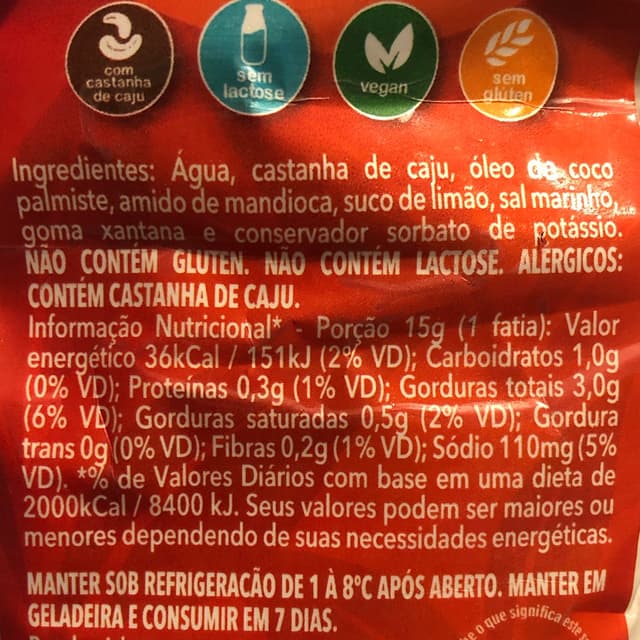 com
castanha
de caju
sem
lactose
vegan
sem
glúten
Ingredientes: Água, castanha de caju, óleo de coco
palmiste, amido de mandioca, suco de limão, sal marinho,
goma xantana e conservador sorbato de potássio.
NÃO CONTÉM GLUTEN. NÃO CONTÉM LACTOSE. ALÉRGICOS:
CONTÉM CASTANHA DE CAJU.
Informação Nutricional* - Porção 15g (1 fatia): Valor
energético 36kCal / 151kJ (2% VD); Carboidratos 1,0g
(0% VD); Proteínas 0,3g (1% VD); Gorduras totais 3,0g
(6% VD); Gorduras saturadas 0,5g (2% VD); Gordura
trans 0g (0% VD); Fibras 0,2g (1% VD); Sódio 110mg (5%
VD). *% de Valores Diários com base em uma dieta de
2000kCal / 8400 kJ. Seus valores podem ser maiores ou
menores dependendo de suas necessidades energéticas.
MANTER SOB REFRIGERACÃO DE 1 À 8ºC APÓS ABERTO. MANTER EM
GELADEIRA E CONSUMIR EM 7 DIAS.
o que significa este